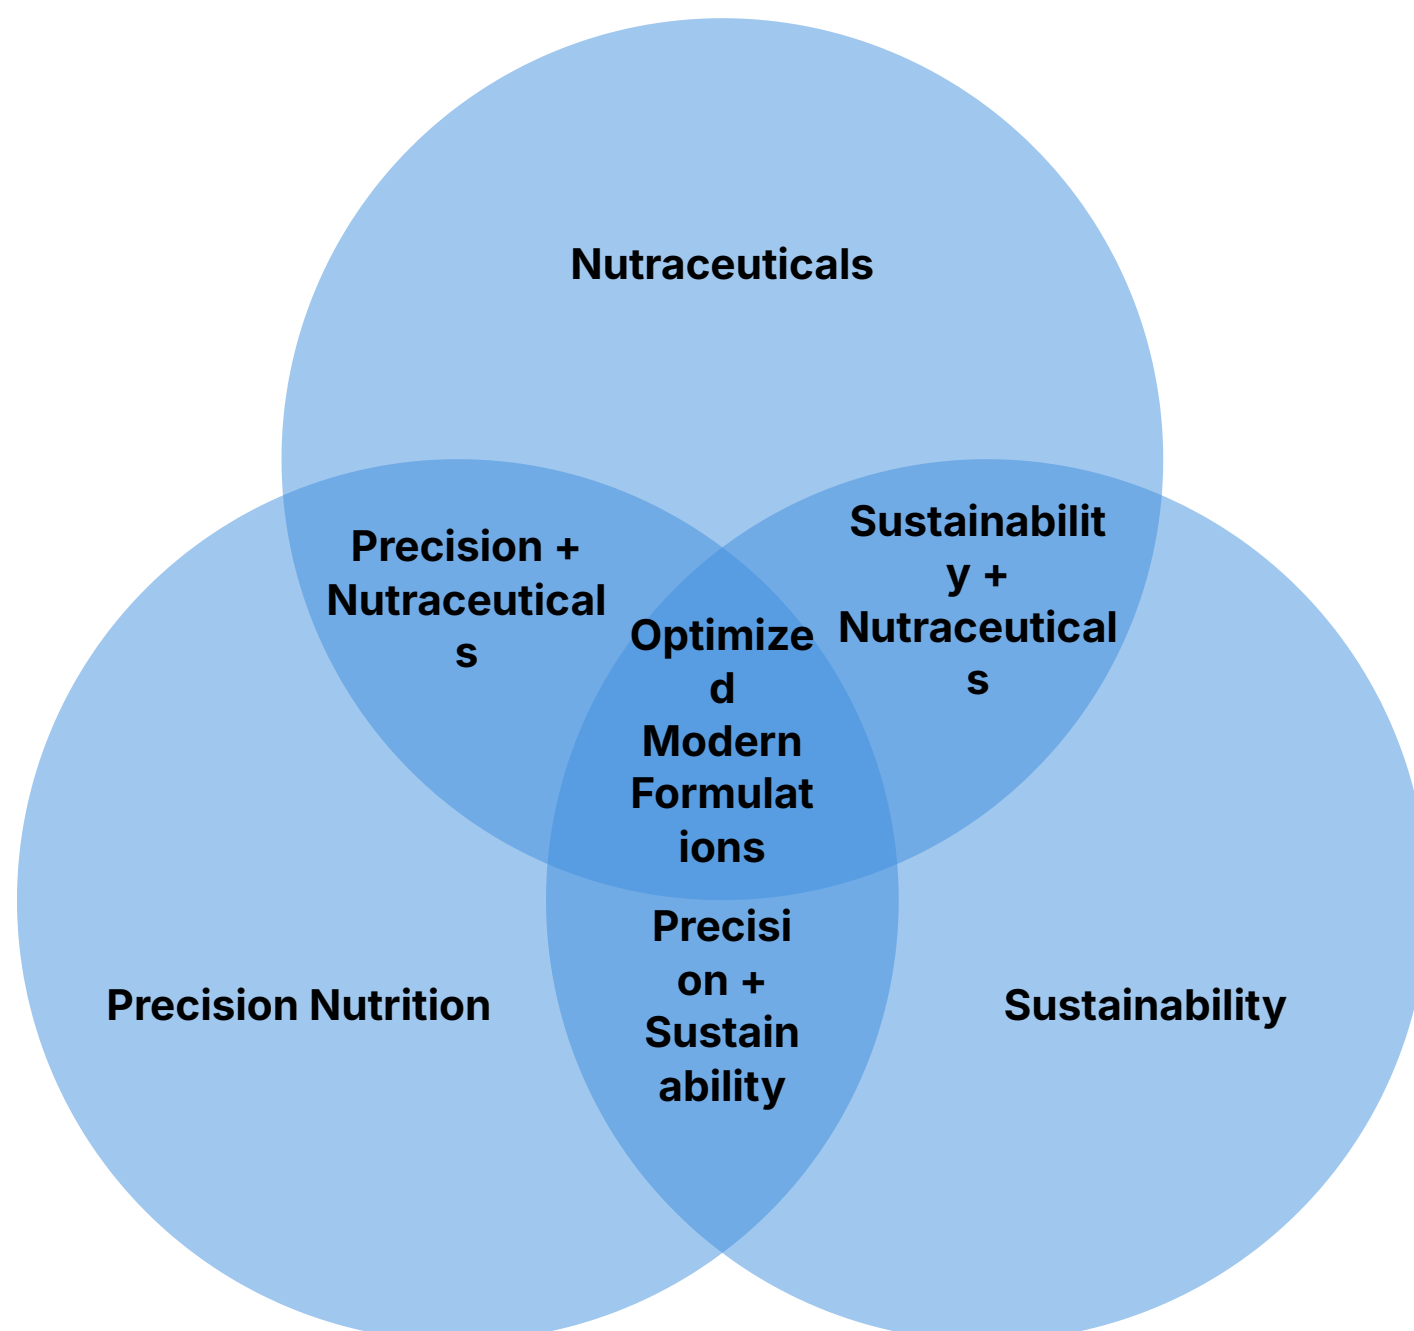 Nutraceuticals
Precision +
Nutraceutical
s
Sustainabilit
y +
Nutraceutical
s
Optimize
d
Modern
Formulat
ions
Precisi
on +
Sustain
ability
Precision Nutrition
Sustainability